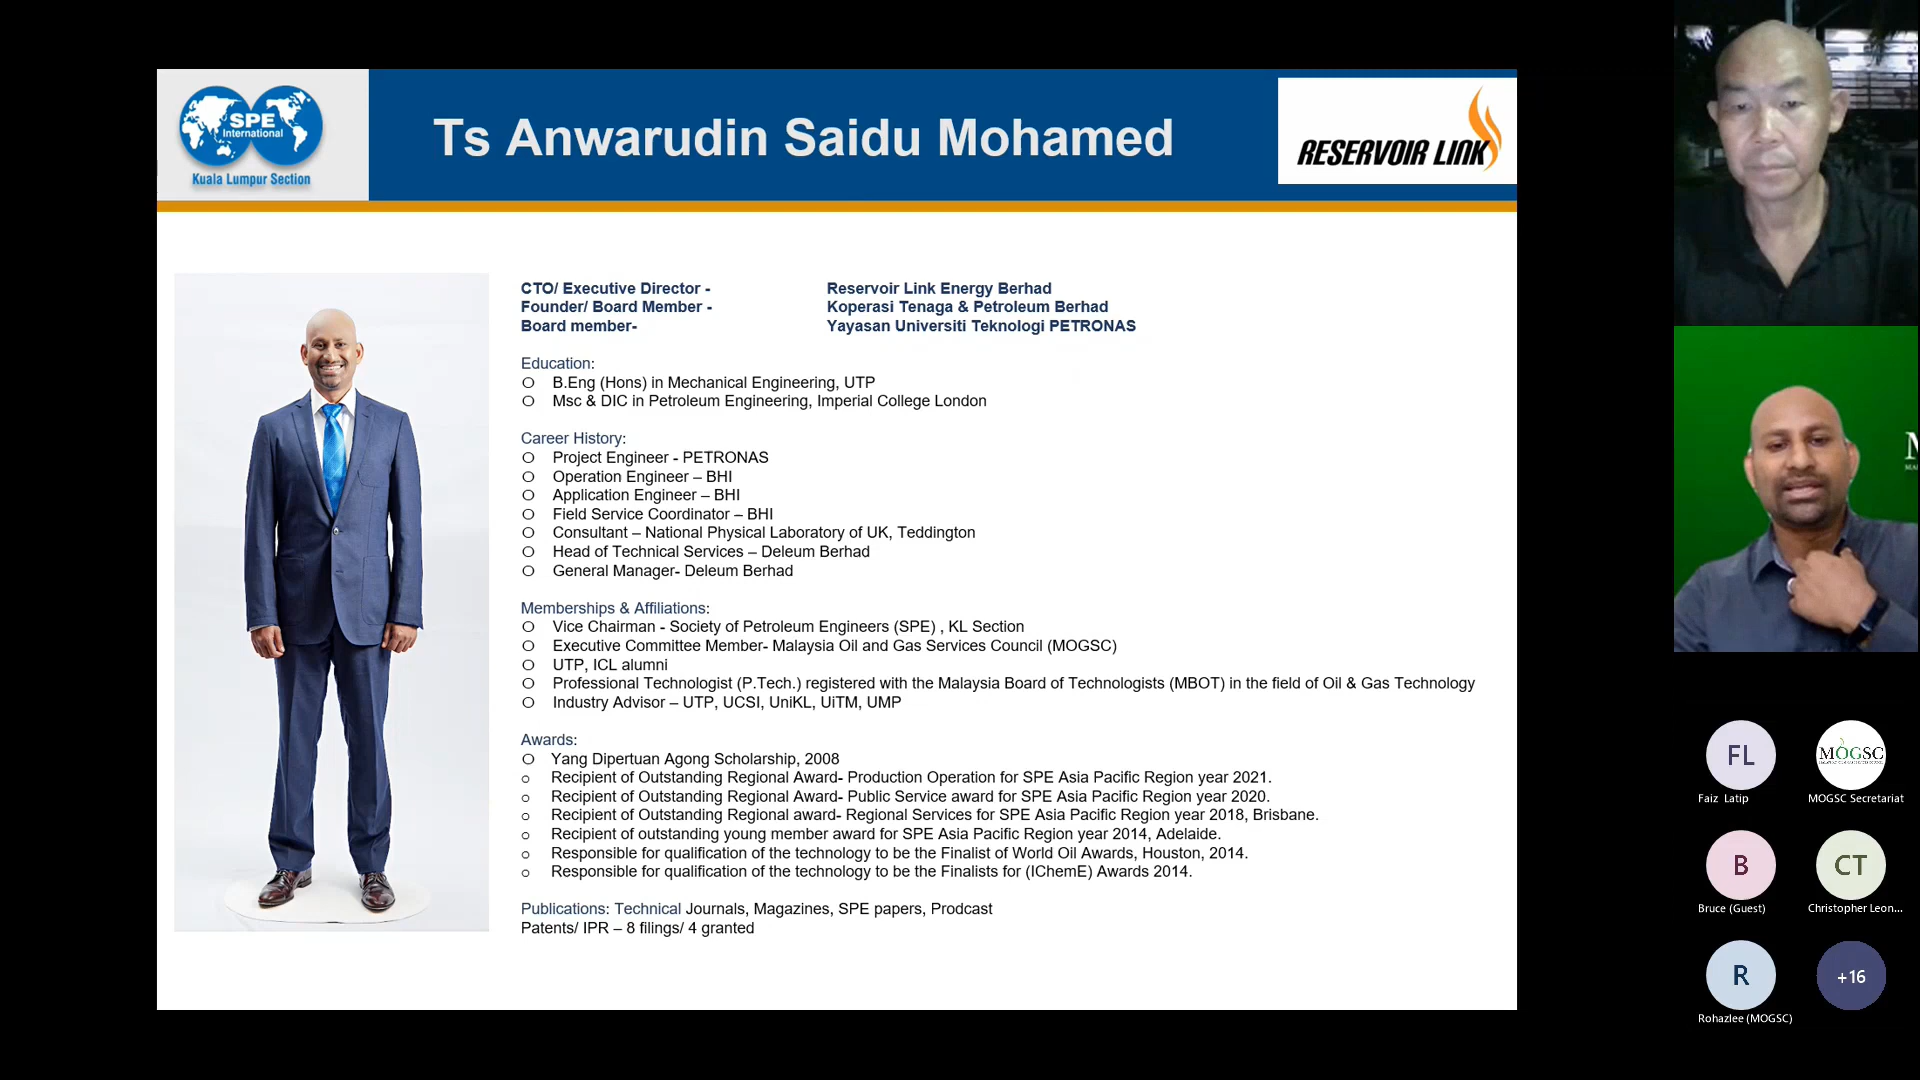 SPE
International
Kuala Lumpur Section
Ts Anwarudin Saidu Mohamed
RESERVOIR LINK
CTO/ Executive Director - Reservoir Link Energy Berhad
Founder/ Board Member - Koperasi Tenaga & Petroleum Berhad
Board member- Yayasan Universiti Teknologi PETRONAS
Education:
O B.Eng (Hons) in Mechanical Engineering, UTP
O Msc & DIC in Petroleum Engineering, Imperial College London
Career History:
O Project Engineer - PETRONAS
O Operation Engineer – BHI
O Application Engineer – BHI
O Field Service Coordinator – BHI
O Consultant – National Physical Laboratory of UK, Teddington
O Head of Technical Services – Deleum Berhad
O General Manager- Deleum Berhad
Memberships & Affiliations:
O Vice Chairman - Society of Petroleum Engineers (SPE) , KL Section
O Executive Committee Member- Malaysia Oil and Gas Services Council (MOGSC)
O UTP, ICL alumni
O Professional Technologist (P.Tech.) registered with the Malaysia Board of Technologists (MBOT) in the field of Oil & Gas Technology
O Industry Advisor – UTP, UCSI, UniKL, UiTM, UMP
Awards:
O Yang Dipertuan Agong Scholarship, 2008
o Recipient of Outstanding Regional Award- Production Operation for SPE Asia Pacific Region year 2021.
o Recipient of Outstanding Regional Award- Public Service award for SPE Asia Pacific Region year 2020.
o Recipient of Outstanding Regional award- Regional Services for SPE Asia Pacific Region year 2018, Brisbane.
o Recipient of outstanding young member award for SPE Asia Pacific Region year 2014, Adelaide.
o Responsible for qualification of the technology to be the Finalist of World Oil Awards, Houston, 2014.
o Responsible for qualification of the technology to be the Finalists for (IChemE) Awards 2014.
Publications: Technical Journals, Magazines, SPE papers, Prodcast
Patents/ IPR – 8 filings/ 4 granted
M
MA
FL
Faiz Latip
MOGSC
MOGSC Secretariat
B
Bruce (Guest)
CT
Christopher Leon...
R
Rohazlee (MOGSC)
+16